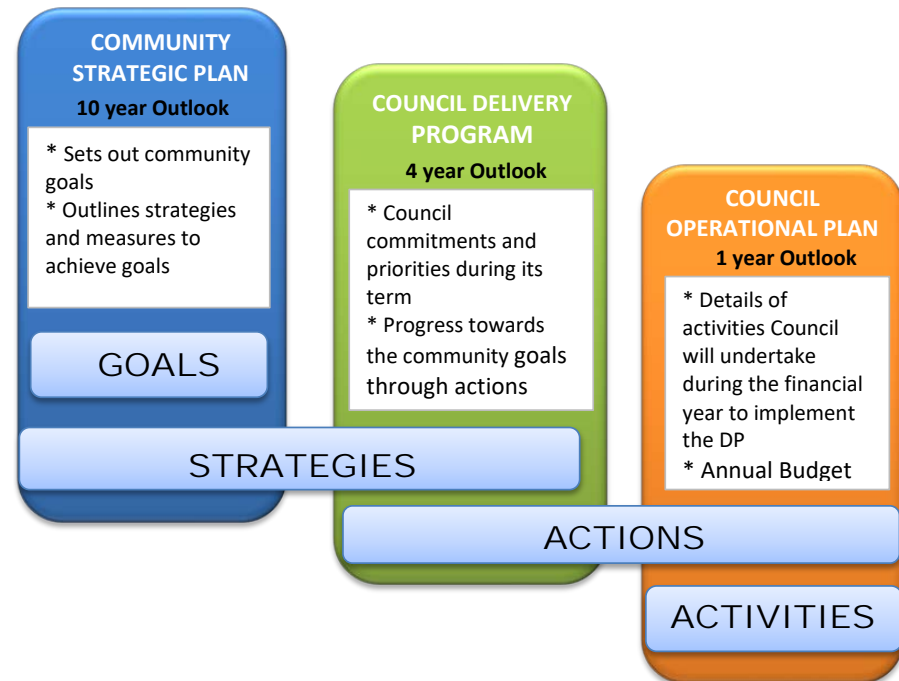 COMMUNITY
STRATEGIC PLAN
10 year Outlook
* Sets out community
goals
* Outlines strategies
and measures to
achieve goals
GOALS
COUNCIL DELIVERY
PROGRAM
4 year Outlook
* Council
commitments and
priorities during its
term
* Progress towards
the community goals
through actions
COUNCIL
OPERATIONAL PLAN
1 year Outlook
* Details of
activities Council
will undertake
during the financial
year to implement
the DP
* Annual Budget
STRATEGIES
ACTIONS
ACTIVITIES